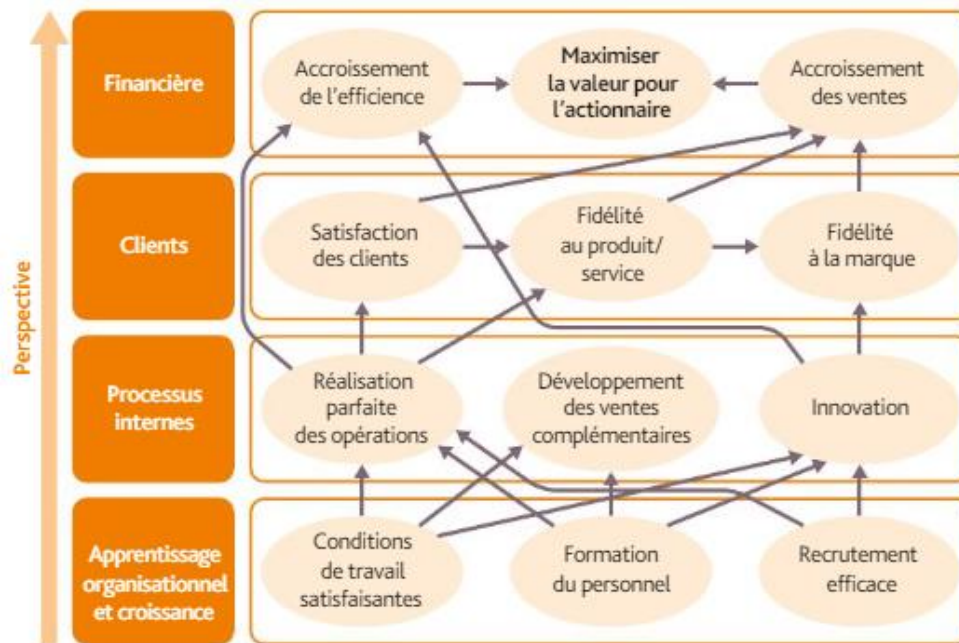 Perspective
Financière
Accroissement
de l'efficience
Maximiser
la valeur pour
l'actionnaire
Accroissement
des ventes
Clients
Satisfaction
des clients
Fidélité
au produit/
service
Fidélité
à la marque
Processus
internes
Réalisation
parfaite
des opérations
Développement
des ventes
complémentaires
Innovation
Apprentissage
organisationnel
et croissance
Conditions
de travail
satisfaisantes
Formation
du personnel
Recrutement
efficace